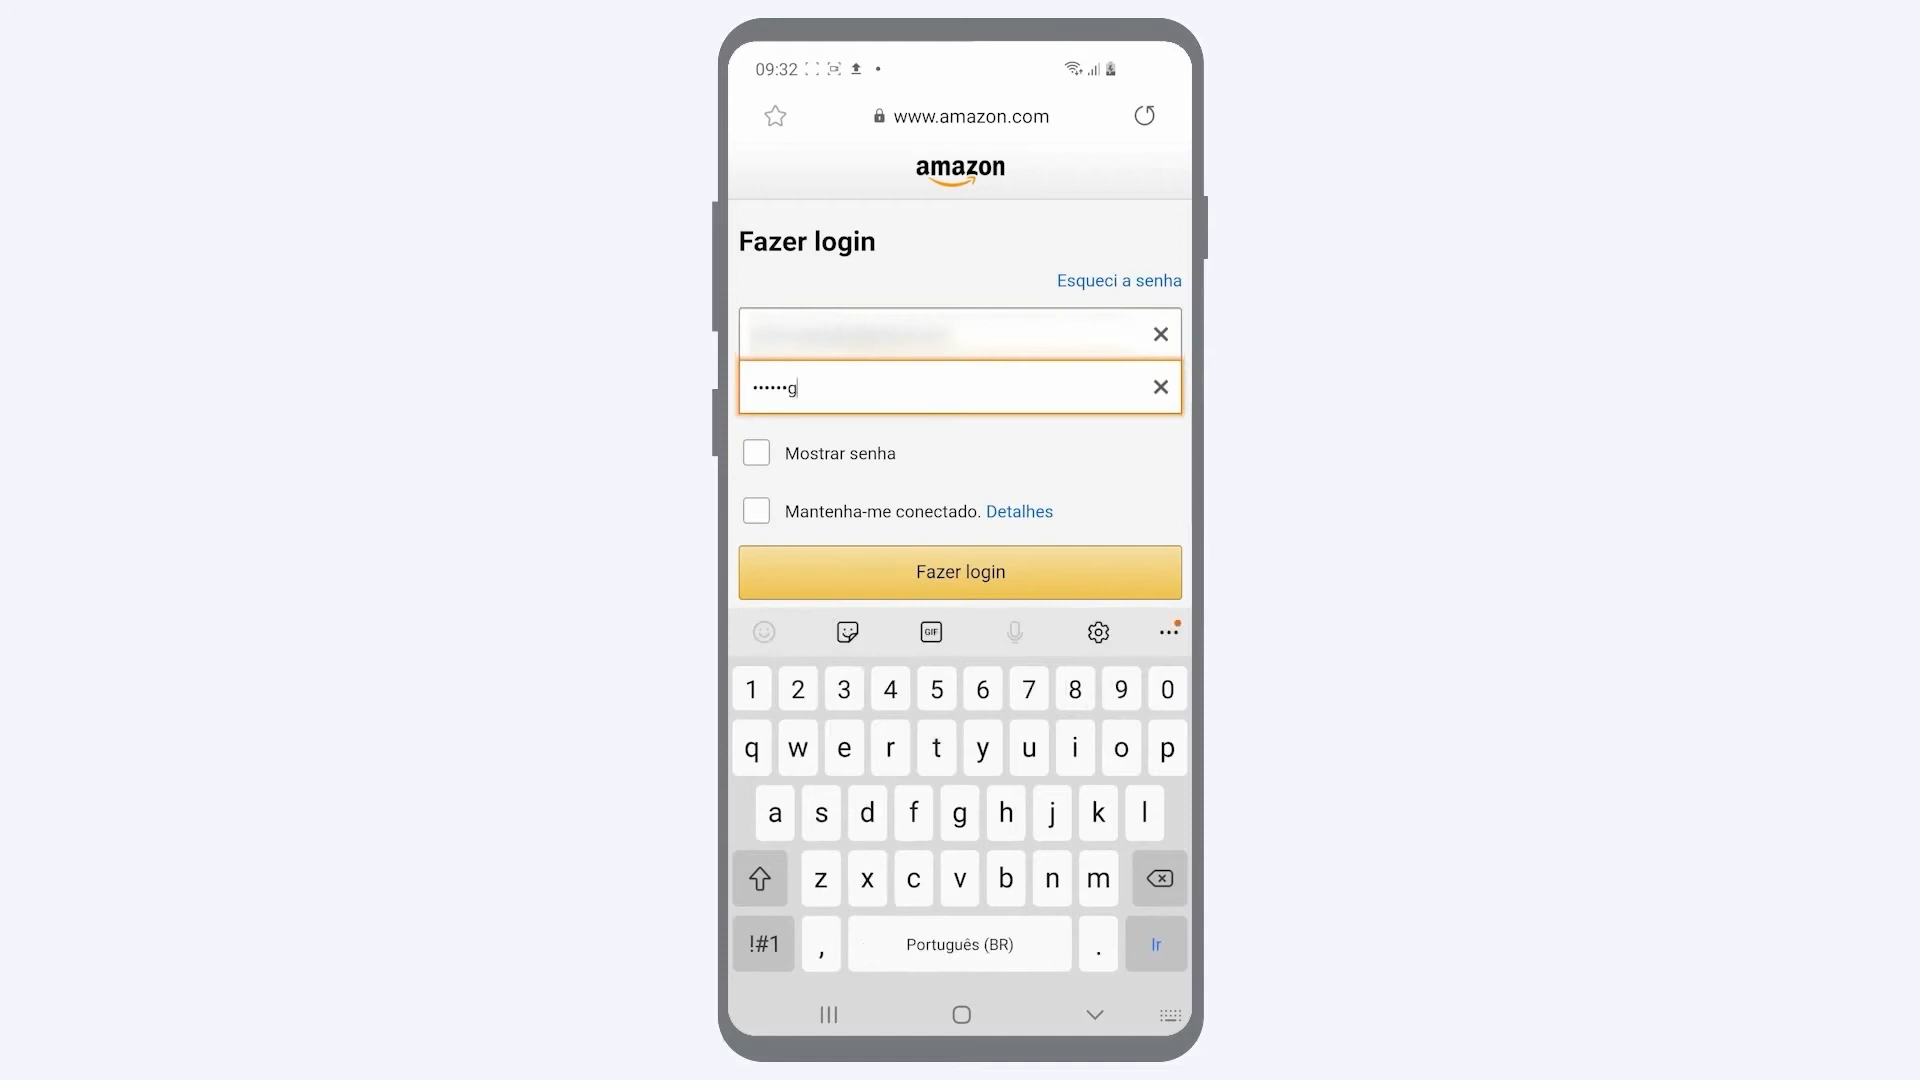 09:32
www.amazon.com
amazon
Fazer login
Esqueci a senha
••••••g
Mostrar senha
Mantenha-me conectado. Detalhes
Fazer login
GIF
1 2 3 4 5 6 7 8 9 0
q w e r t y u i o p
a s d f g h j k l
z x c v b n m
!#1 , Português (BR) . Ir